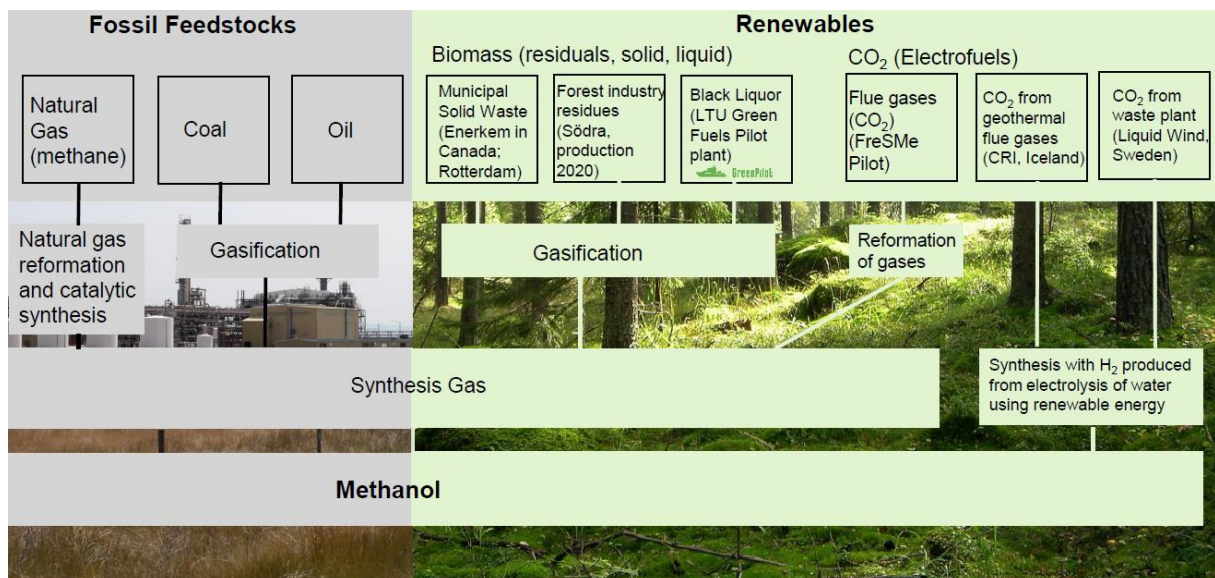 Fossil Feedstocks
Renewables
Biomass (residuals, solid, liquid)
CO₂ (Electrofuels)
Natural
Gas
(methane)
Coal
Oil
Municipal
Solid Waste
(Enerkem in
Canada;
Rotterdam)
Forest industry
residues
(Södra,
production
2020)
Black Liquor
(LTU Green
Fuels Pilot
plant)
GreenPilot
Flue gases
(CO₂)
(FreSMe
Pilot)
CO₂ from
geothermal
flue gases
(CRI, Iceland)
CO₂ from
waste plant
(Liquid Wind,
Sweden)
Natural gas
reformation
and catalytic
synthesis
Gasification
Gasification
Reformation
of gases
Synthesis Gas
Synthesis with H₂ produced
from electrolysis of water
using renewable energy
Methanol